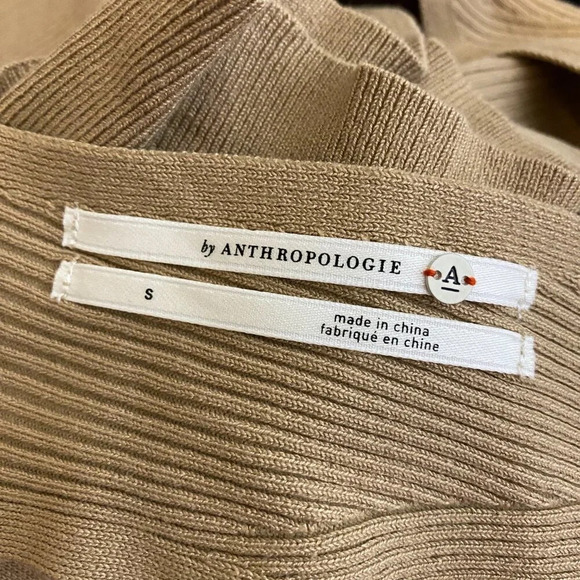 by ANTHROPOLOGIE
A
S
made in china
fabriqué en chine